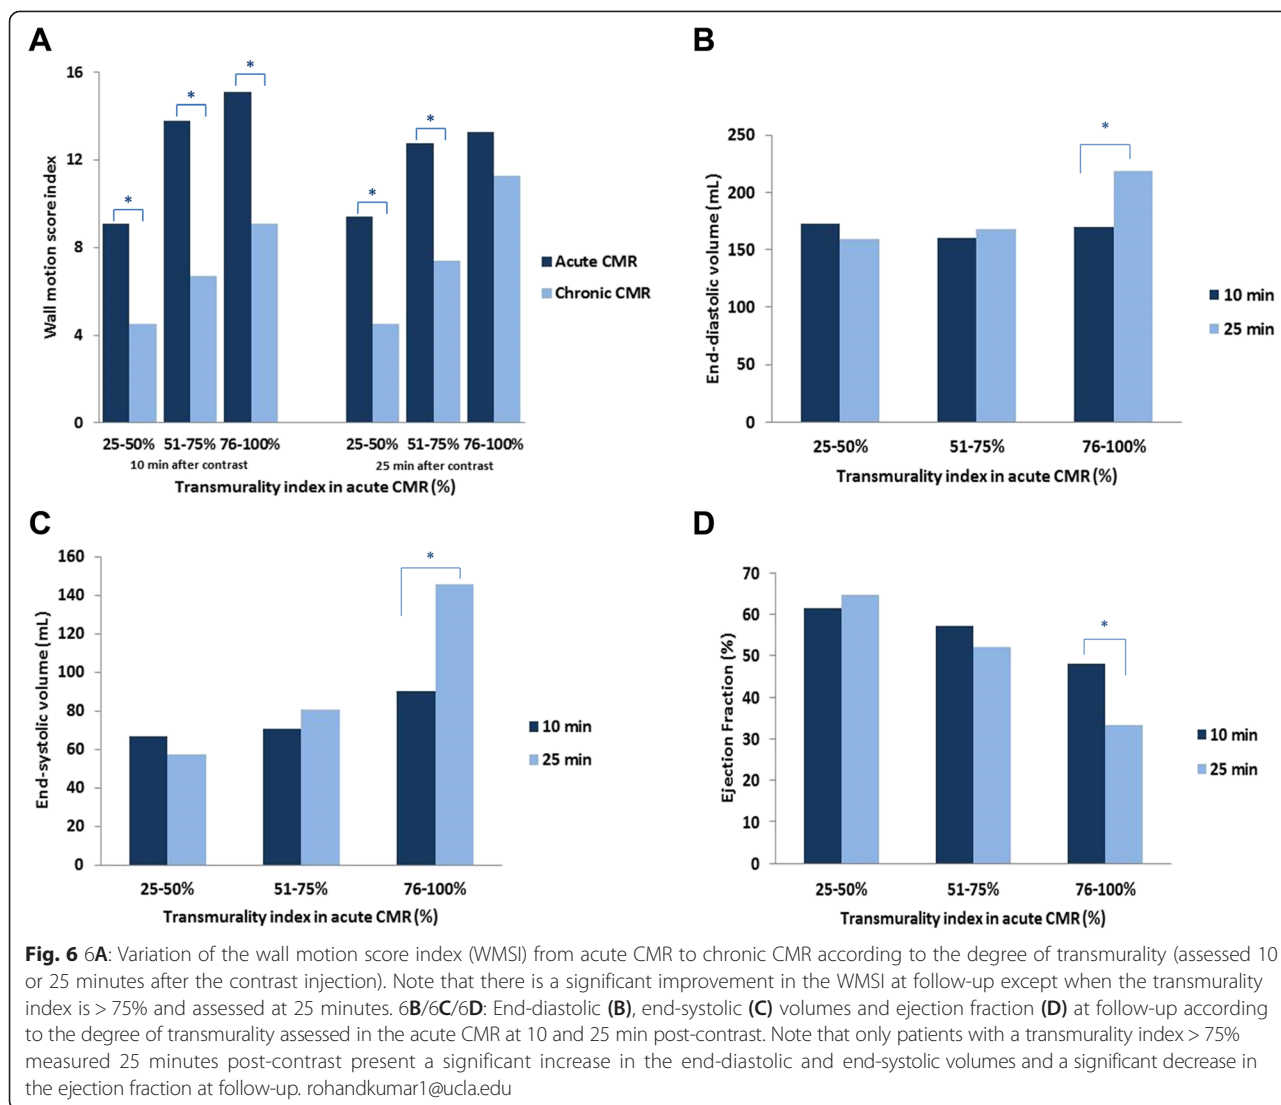 A
16
12
8
4
0
Wall motion score index
*
*
*
*
*
Acute CMR
Chronic CMR
25-50% 51-75% 76-100%
10 min after contrast
25-50% 51-75% 76-100%
25 min after contrast
Transmurality index in acute CMR (%)
B
250
200
150
100
50
0
End-diastolic volume (mL)
*
10 min
25 min
25-50% 51-75% 76-100%
Transmurality index in acute CMR (%)
C
160
140
120
100
80
60
40
20
0
End-systolic volume (mL)
*
10 min
25 min
25-50% 51-75% 76-100%
Transmurality index in acute CMR (%)
D
70
60
50
40
30
20
10
0
Ejection Fraction (%)
*
10 min
25 min
25-50% 51-75% 76-100%
Transmurality index in acute CMR (%)
Fig. 6 6A: Variation of the wall motion score index (WMSI) from acute CMR to chronic CMR according to the degree of transmurality (assessed 10
or 25 minutes after the contrast injection). Note that there is a significant improvement in the WMSI at follow-up except when the transmurality
index is > 75% and assessed at 25 minutes. 6B/6C/6D: End-diastolic (B), end-systolic (C) volumes and ejection fraction (D) at follow-up according
to the degree of transmurality assessed in the acute CMR at 10 and 25 min post-contrast. Note that only patients with a transmurality index > 75%
measured 25 minutes post-contrast present a significant increase in the end-diastolic and end-systolic volumes and a significant decrease in
the ejection fraction at follow-up. rohandkumar1@ucla.edu